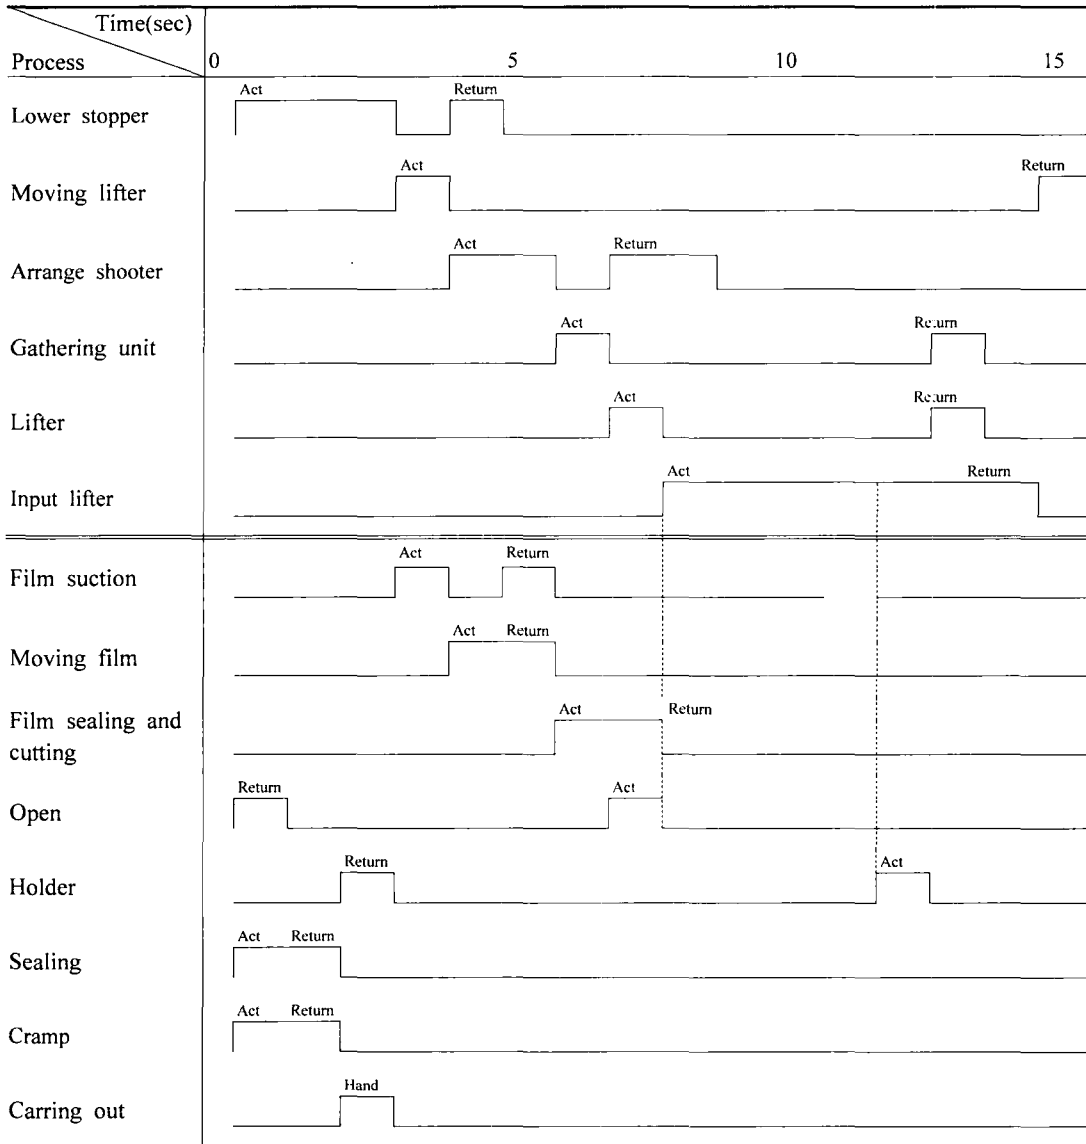 Time(sec)
Process 0 5 10 15
Act Return
Lower stopper
Act Return
Moving lifter
Act Return
Arrange shooter
Act Return
Gathering unit
Act Return
Lifter
Act Return
Input lifter
Act Return
Film suction
Act Return
Moving film
Film sealing and
Act Return
cutting
Return Act
Open
Return Act
Holder
Act Return
Sealing
Act Return
Cramp
Hand
Carring out